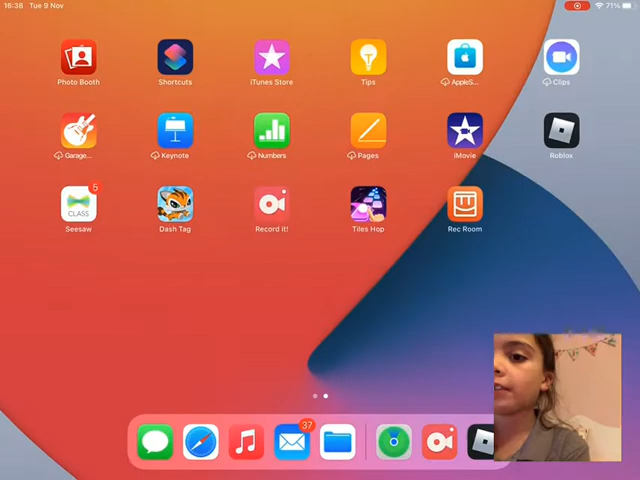 16:38 Tue 9 Nov 71%
Photo Booth Shortcuts iTunes Store Tips AppleS... Clips
Garage... Keynote Numbers Pages iMovie Roblox
5
CLASS
Seesaw Dash Tag Record it! Tiles Hop Rec Room
37